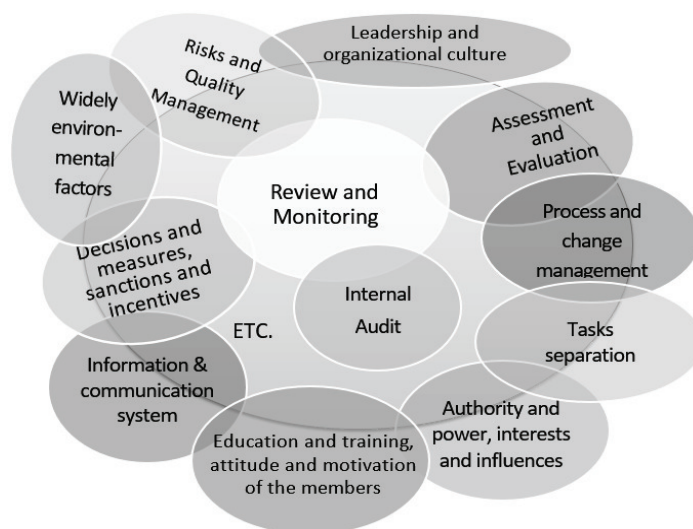 Leadership and
organizational culture
Risks and
Quality
Management
Widely
environ-
mental
factors
Assessment
and
Evaluation
Review and
Monitoring
Process and
change
management
Decisions and
measures,
sanctions and
incentives
Internal
Audit
ETC.
Tasks
separation
Information &
communication
system
Authority and
power, interests
and influences
Education and training,
attitude and motivation
of the members